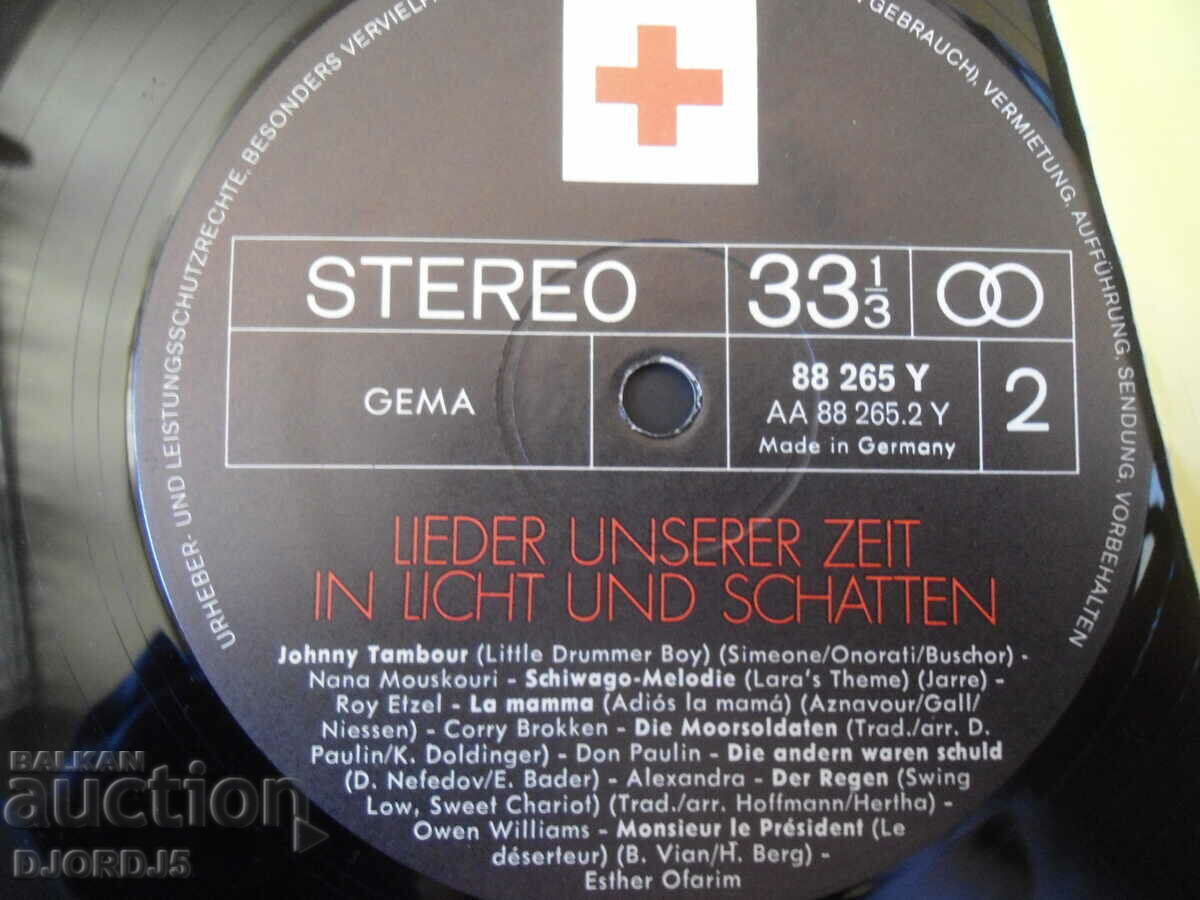 URHEBER- UND LEISTUNGSSCHUTZRECHTE, BESONDERS
GEBRAUCH), VERMIETUNG, AUFFÜHRUNG, SENDUNG, VORBEHALTEN
STEREO
33 1/3
GEMA
88 265 Y
AA 88 265.2 Y
Made in Germany
2
LIEDER UNSERER ZEIT
IN LICHT UND SCHATTEN
Johnny Tambour (Little Drummer Boy) (Simeone/Onorati/Buschor) -
Nana Mouskouri - Schiwago-Melodie (Lara's Theme) (Jarre) -
Roy Etzel - La mamma (Adiós la mamá) (Aznavour/Gall/
Niessen) - Corry Brokken - Die Moorsoldaten (Trad./arr. D.
Paulin/K. Doldinger) - Don Paulin - Die andern waren schuld
(D. Nefedov/E. Bader) - Alexandra - Der Regen (Swing
Low, Sweet Chariot) (Trad./arr. Hoffmann/Hertha) -
Owen Williams - Monsieur le Président (Le
déserteur) (B. Vian/H. Berg) -
Esther Ofarim
BALKAN
auction
DJORDJ5